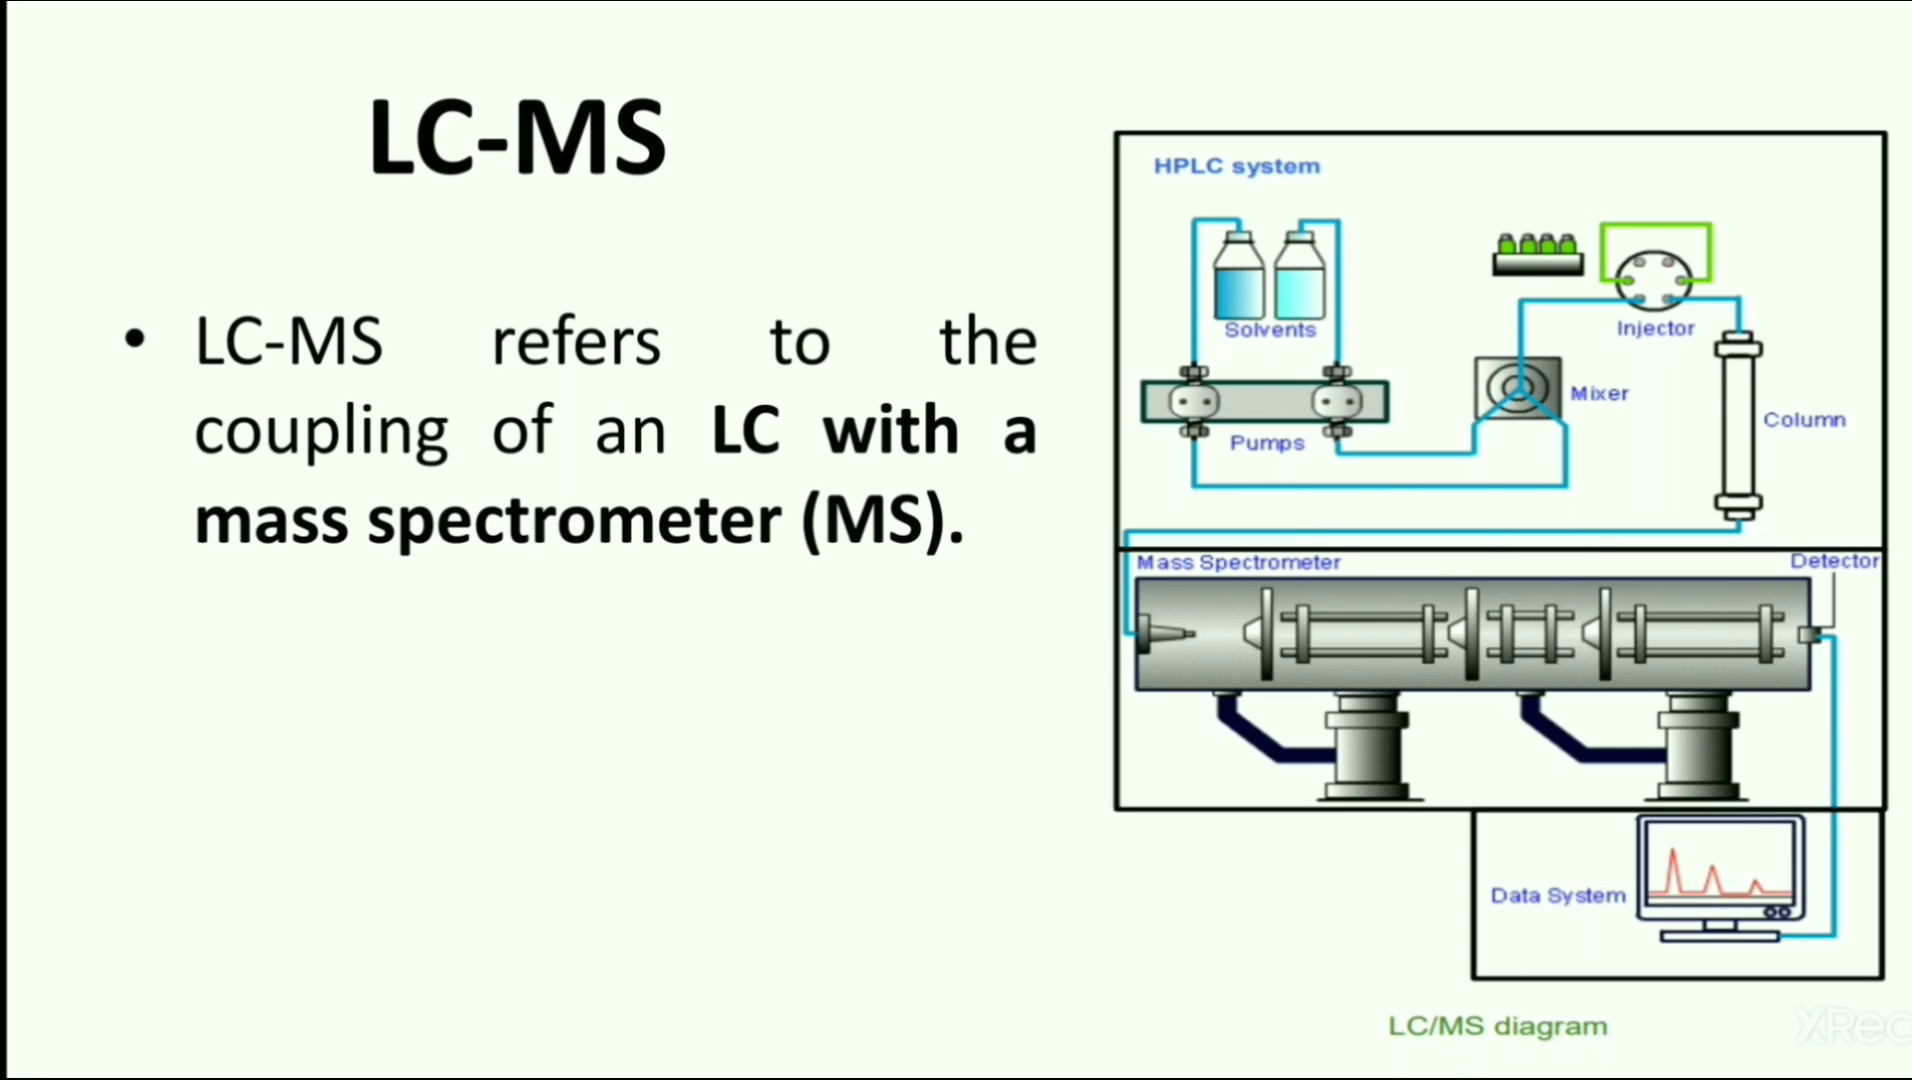 LC-MS
• LC-MS refers to the
coupling of an LC with a
mass spectrometer (MS).
HPLC system
Solvents
Injector
Mixer
Column
Pumps
Mass Spectrometer
Detector
Data System
LC/MS diagram
XRec